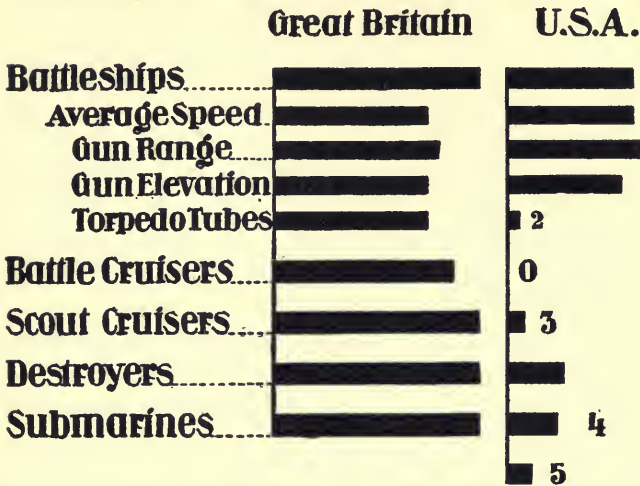 Great Britain U.S.A.
Battleships
Average Speed
Gun Range
Gun Elevation
Torpedo Tubes 2
Battle Cruisers 0
Scout Cruisers 3
Destroyers
Submarines 4
5